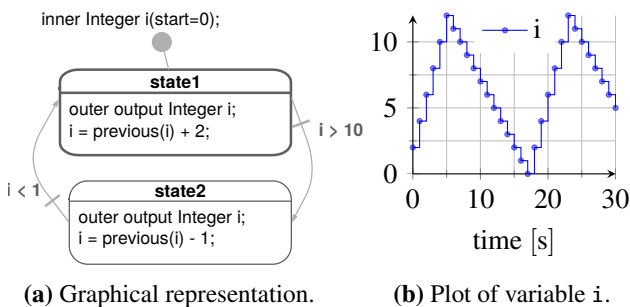 inner Integer i(start=0);
state1
outer output Integer i;
i = previous(i) + 2;
i > 10
i < 1
state2
outer output Integer i;
i = previous(i) - 1;
(a) Graphical representation.
i
10
5
0
0 10 20 30
time [s]
(b) Plot of variable i.